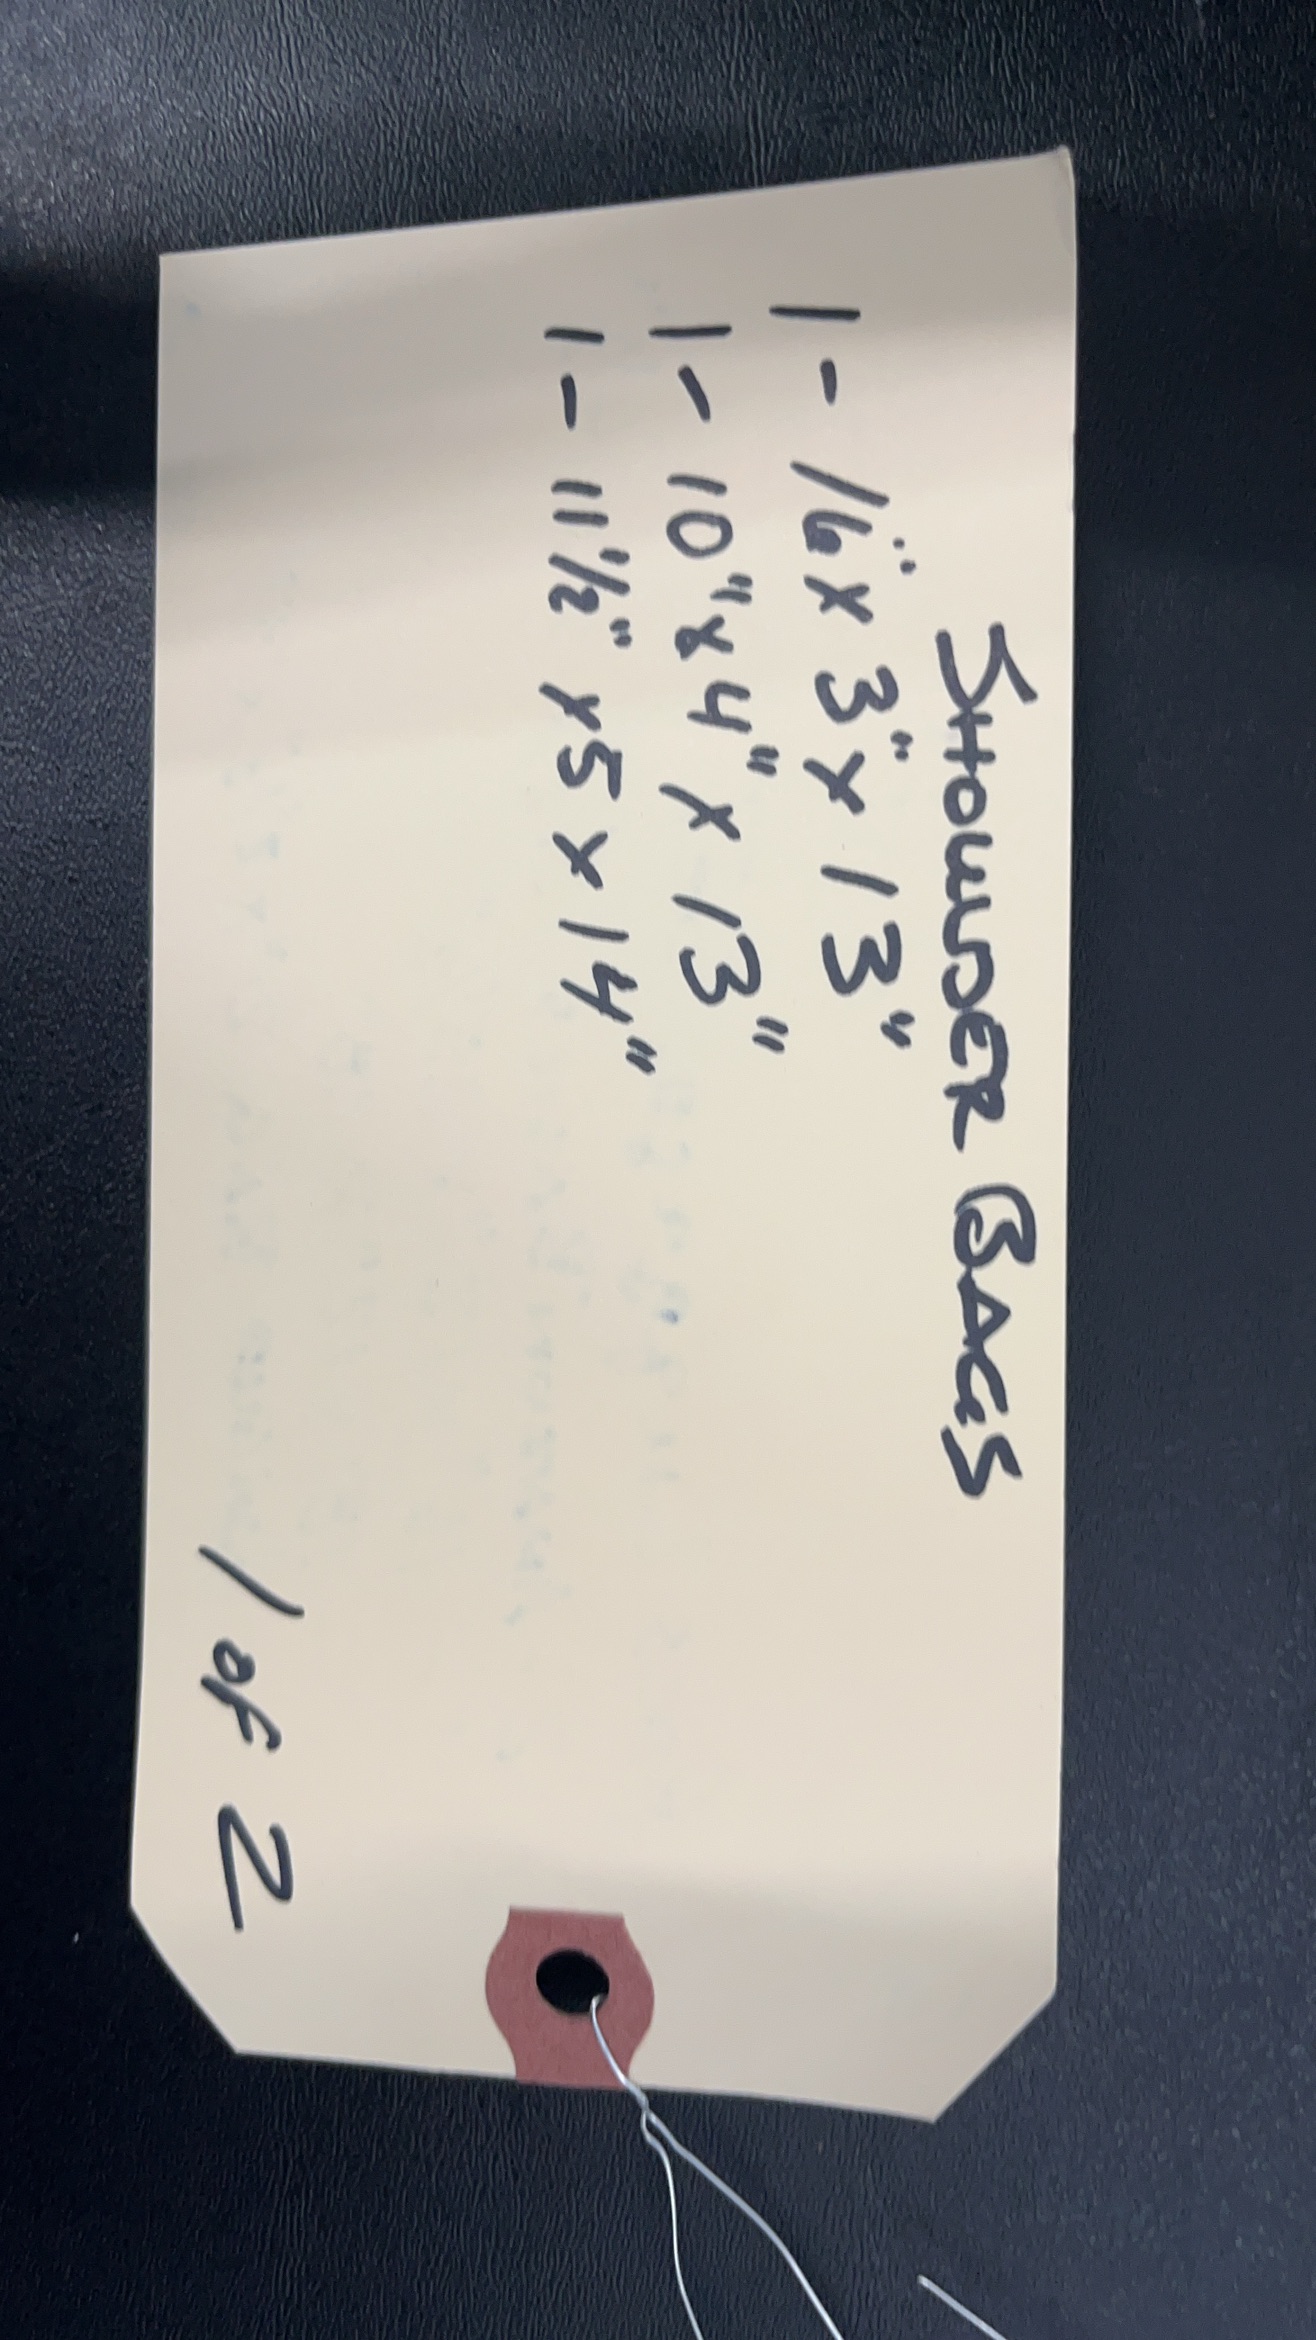 SHOULDER BAGS
1 - 16" x 3" x 13"
1 - 10" x 4" x 13"
1 - 11 1/2" x 5 x 14"
1 of 2